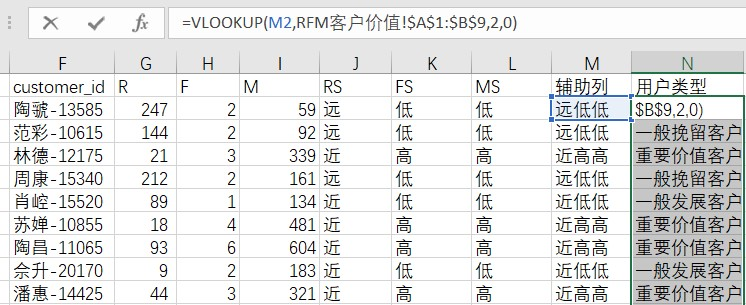 =VLOOKUP(M2,RFM客户价值!$A$1:$B$9,2,0)
F G H I J K L M N
customer_id R F M RS FS MS 辅助列 用户类型
陶虢-13585 247 2 59 远 低 低 远低低 $B$9,2,0)
范彩-10615 144 2 92 远 低 低 远低低 一般挽留客户
林德-12175 21 3 339 近 高 高 近高高 重要价值客户
周康-15340 212 2 161 远 低 低 远低低 一般挽留客户
肖崆-15520 89 1 134 近 低 低 近低低 一般发展客户
苏婵-10855 18 4 481 近 高 高 近高高 重要价值客户
陶昌-11065 93 6 604 近 高 高 近高高 重要价值客户
佘升-20170 9 2 183 近 低 低 近低低 一般发展客户
潘惠-14425 44 3 321 近 高 高 近高高 重要价值客户